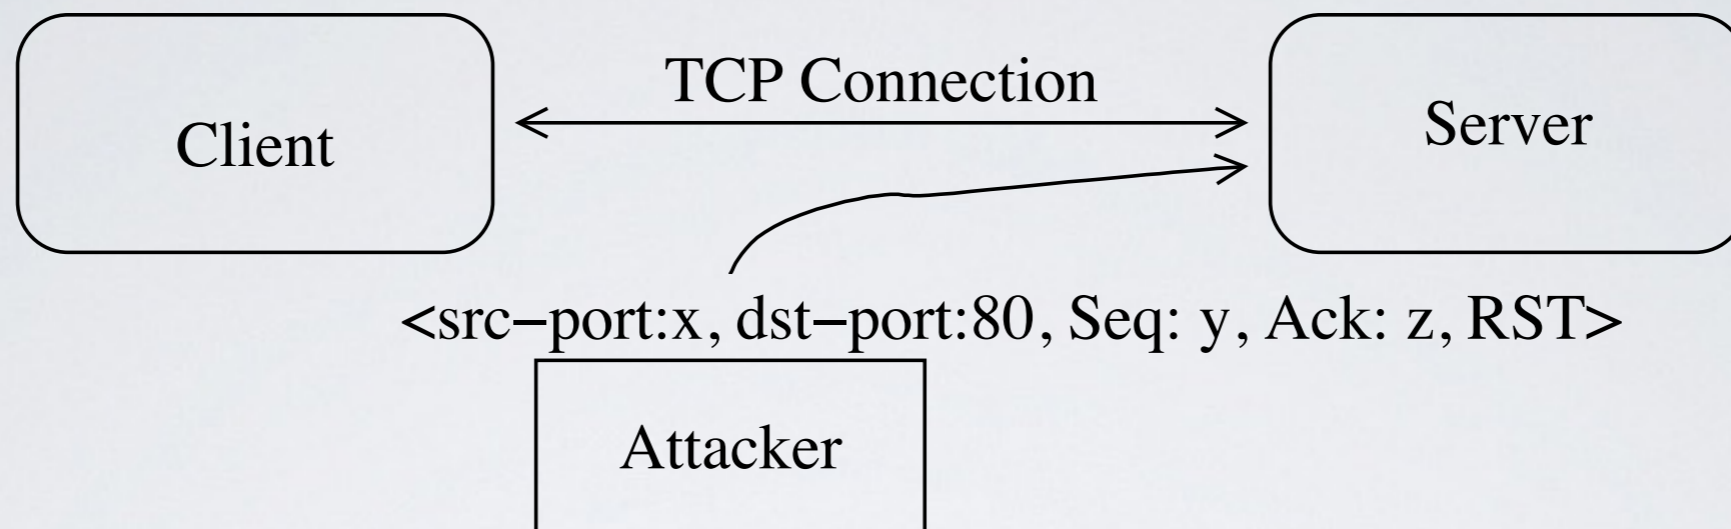 TCP Connection
Client
Server
<src–port:x, dst–port:80, Seq: y, Ack: z, RST>
Attacker